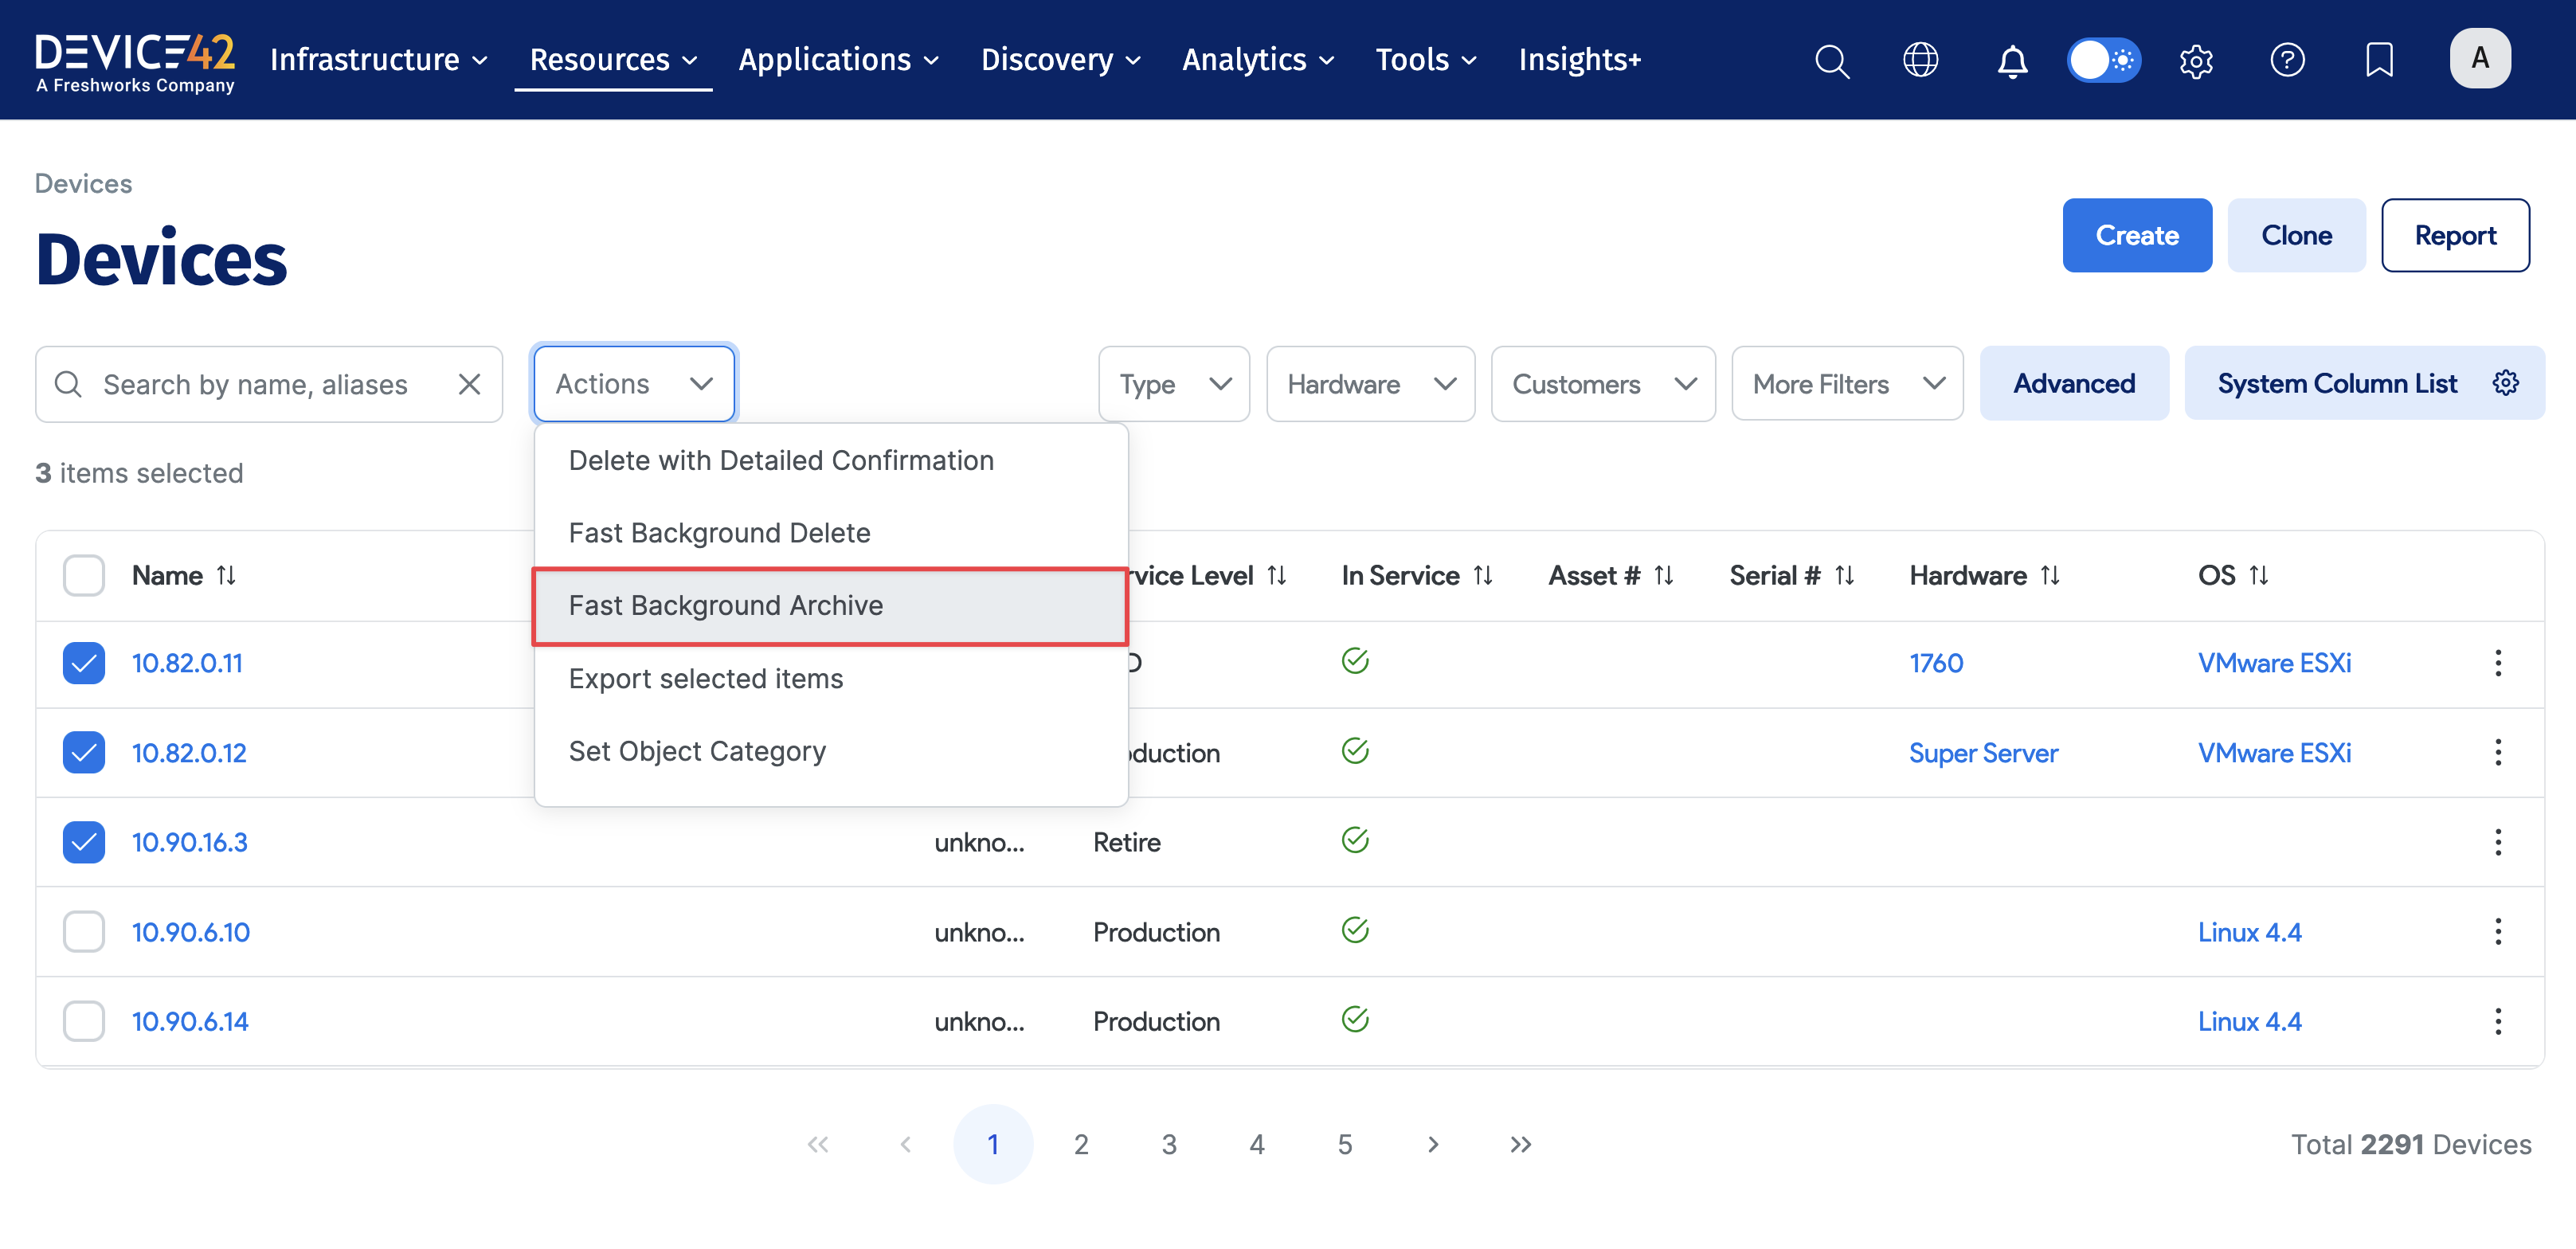 DEVICE42
A Freshworks Company
Infrastructure
Resources
Applications
Discovery
Analytics
Tools
Insights+
A
Devices
Devices
Create
Clone
Report
Search by name, aliases
Actions
Type
Hardware
Customers
More Filters
Advanced
System Column List
3 items selected
Delete with Detailed Confirmation
Fast Background Delete
Fast Background Archive
Export selected items
Set Object Category
Name
Level
In Service
Asset #
Serial #
Hardware
OS
10.82.0.11
1760
VMware ESXi
10.82.0.12
Super Server
VMware ESXi
10.90.16.3
unkno...
Retire
10.90.6.10
unkno...
Production
Linux 4.4
10.90.6.14
unkno...
Production
Linux 4.4
1
2
3
4
5
Total 2291 Devices